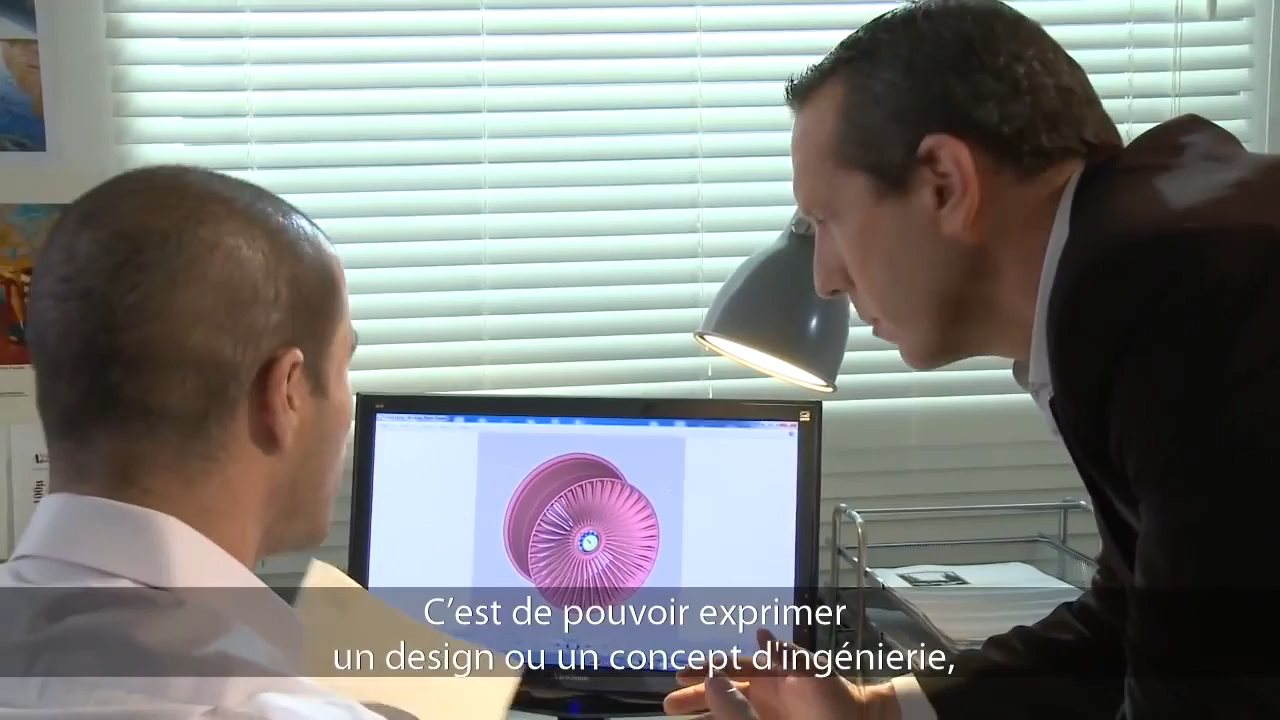 C’est de pouvoir exprimer
un design ou un concept d'ingénierie,